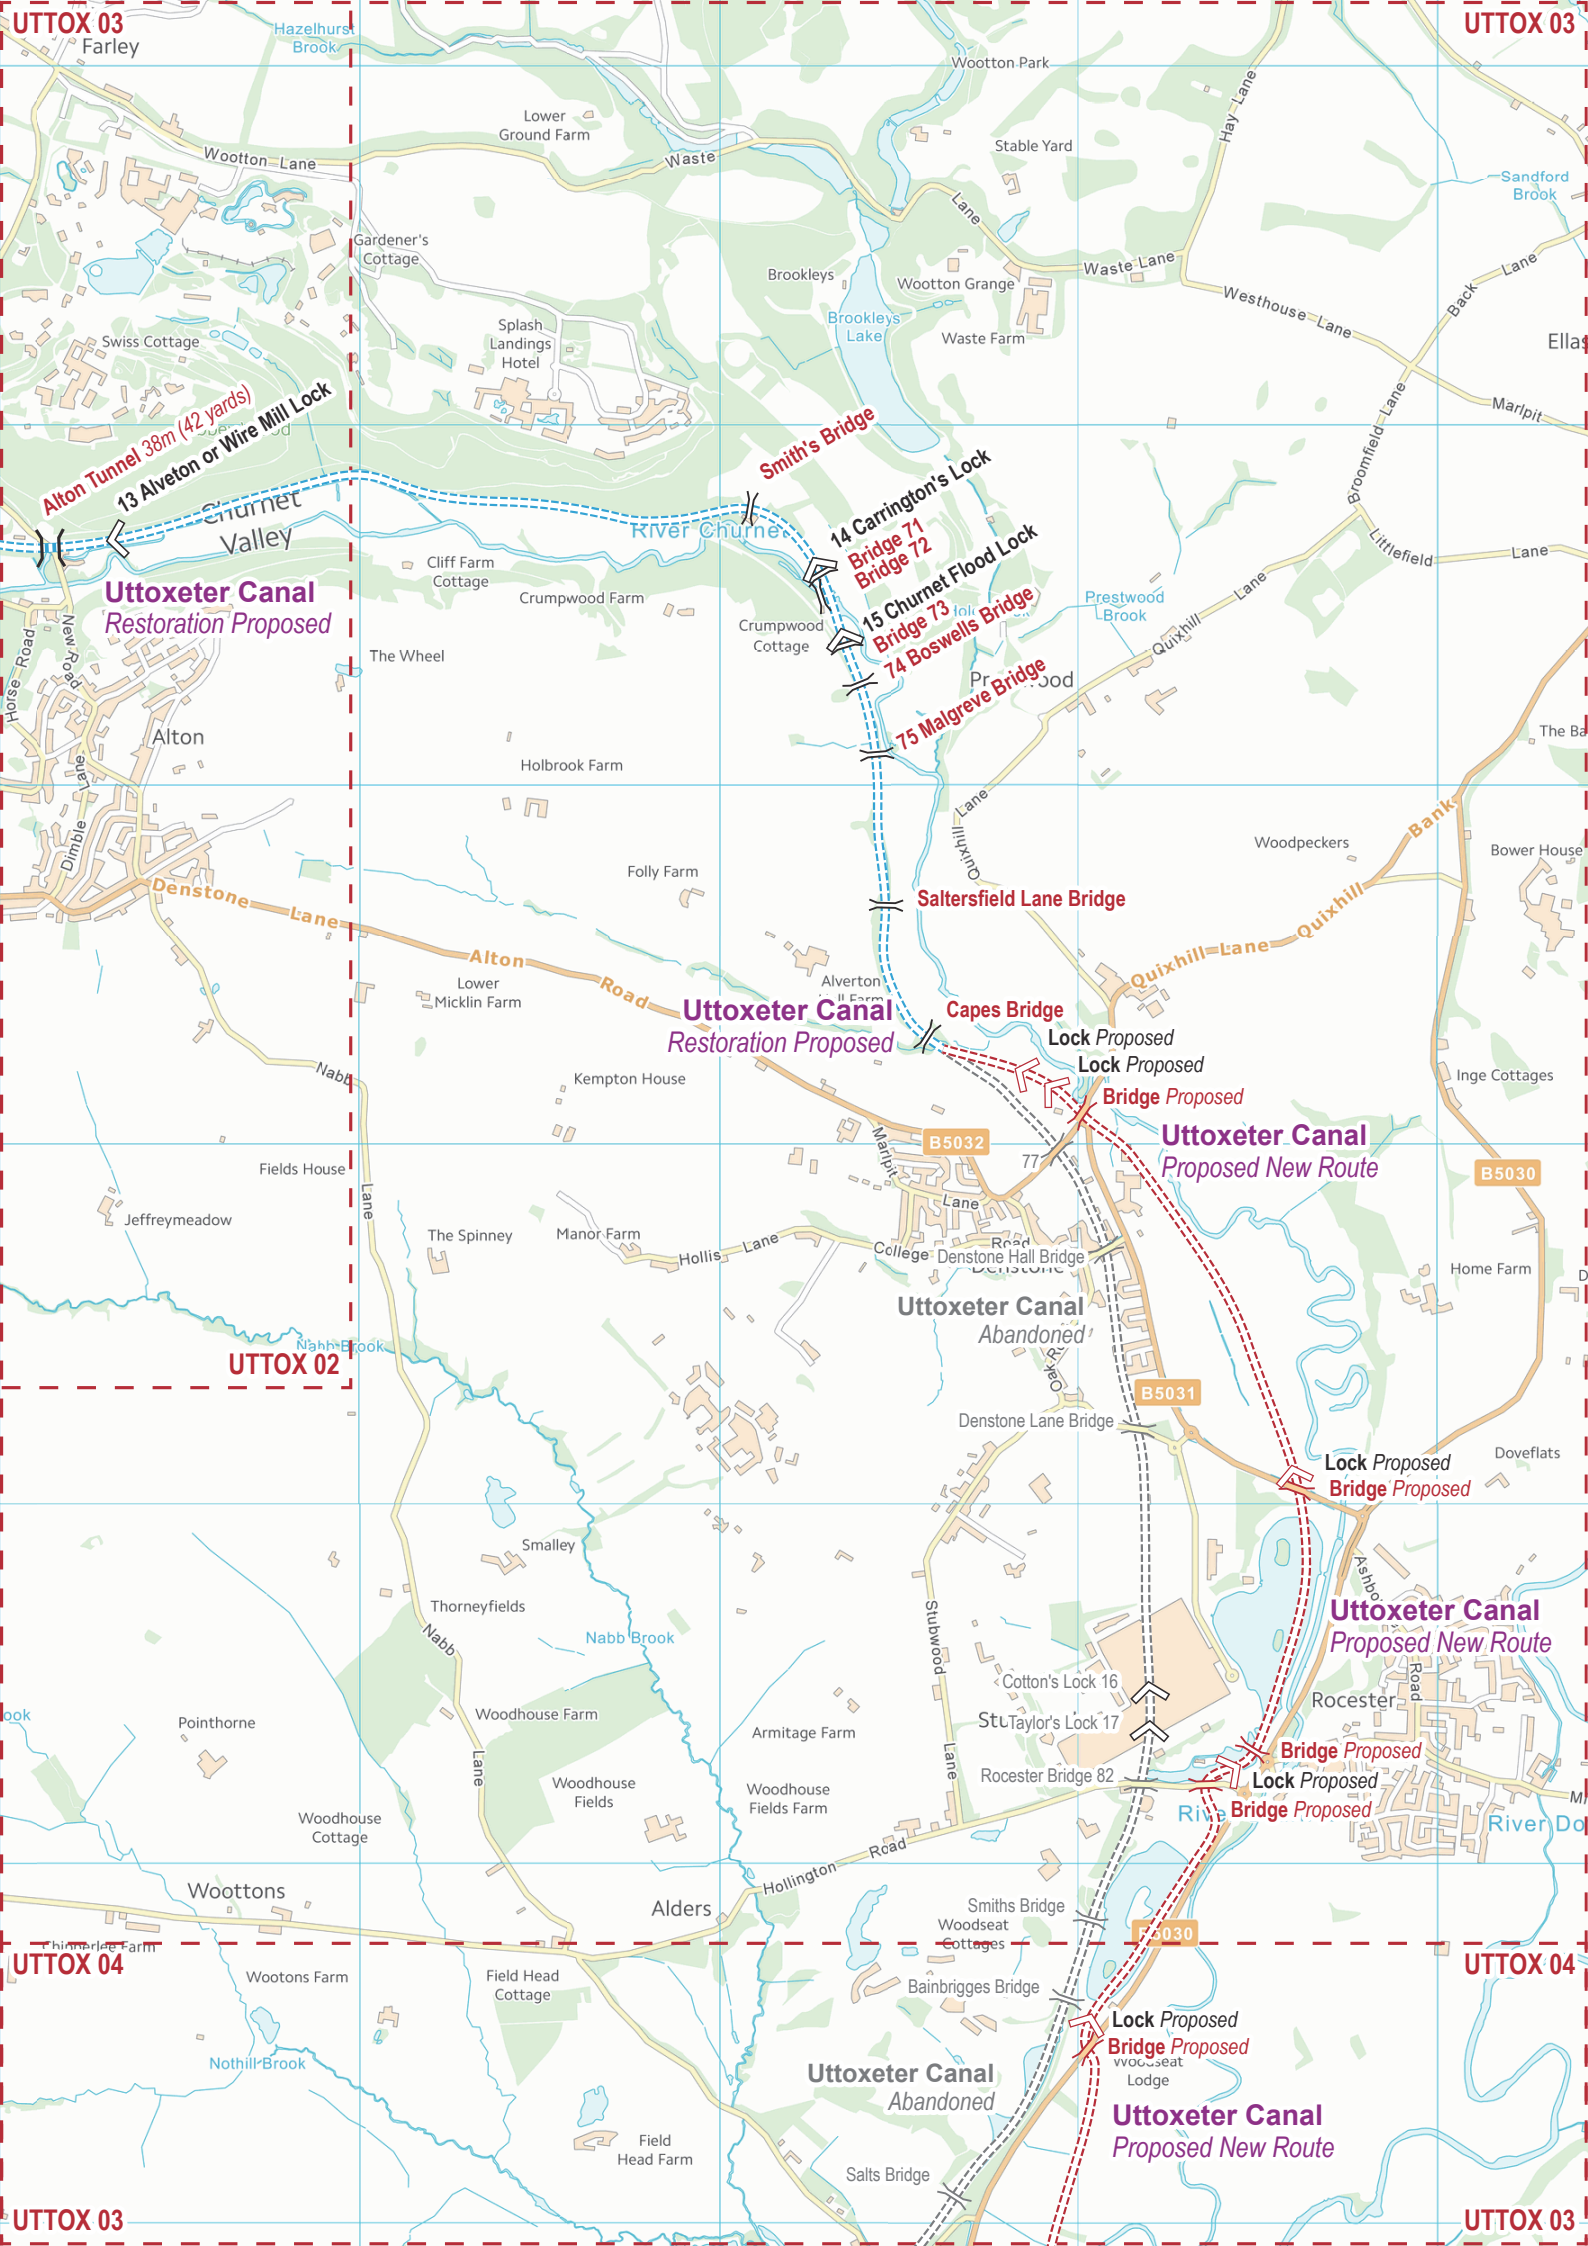 UTTOX 03
UTTOX 03
Farley
Hazelhurst
Brook
Wootton Park
Hay Lane
Lower
Ground Farm
Stable Yard
Wootton Lane
Waste
Lane
Sandford
Brook
Gardener's
Cottage
Brookleys
Wootton Grange
Waste Lane
Back
Lane
Westhouse Lane
Brookleys
Lake
Waste Farm
Swiss Cottage
Splash
Landings
Hotel
Ellas
Marlpit
Broomfield Lane
Alton Tunnel 38m (42 yards)
13 Alveton or Wire Mill Lock
Smith's Bridge
14 Carrington's Lock
Bridge 71
Bridge 72
15 Churnet Flood Lock
Bridge 73
74 Boswells Bridge
75 Malgreve Bridge
Churnet
Valley
River Churnet
Littlefield
Lane
Cliff Farm
Cottage
Crumpwood Farm
Uttoxeter Canal
Restoration Proposed
Crumpwood
Cottage
Prestwood
Brook
Quixhill
Lane
Horse Road
New Road
The Wheel
Alton
Holbrook Farm
The Ba
Dimble Lane
Quixhill Lane
Bank
Woodpeckers
Bower House
Folly Farm
Denstone Lane
Saltersfield Lane Bridge
Quixhill
Quixhill Lane
Alton
Road
Lower
Micklin Farm
Alverton
Uttoxeter Canal
Restoration Proposed
Capes Bridge
Lock Proposed
Lock Proposed
Bridge Proposed
Nabb
Kempton House
Inge Cottages
B5032
Uttoxeter Canal
Proposed New Route
77
Marlpit
Lane
B5030
Fields House
Lane
Jeffreymeadow
The Spinney
Manor Farm
Hollis Lane
College
Road
Denstone Hall Bridge
Denstone
Home Farm
D
Uttoxeter Canal
Abandoned
Nabb Brook
UTTOX 02
B5031
Denstone Lane Bridge
Doveflats
Lock Proposed
Bridge Proposed
Smalley
Thorneyfields
Nabb
Nabb Brook
Stubwood
Lane
Uttoxeter Canal
Proposed New Route
Road
Rocester
Cotton's Lock 16
Taylor's Lock 17
Pointhorne
Woodhouse Farm
Armitage Farm
Lane
Bridge Proposed
Lock Proposed
Bridge Proposed
Rocester Bridge 82
Woodhouse
Fields
Woodhouse
Fields Farm
Woodhouse
Cottage
River Do
Hollington
Road
Woottons
Alders
Smiths Bridge
Woodseat
Cottages
B5030
Chipperlee Farm
UTTOX 04
UTTOX 04
Wootons Farm
Field Head
Cottage
Bainbrigges Bridge
Lock Proposed
Bridge Proposed
Woodseat
Lodge
Nothill Brook
Uttoxeter Canal
Abandoned
Uttoxeter Canal
Proposed New Route
Field
Head Farm
Salts Bridge
UTTOX 03
UTTOX 03